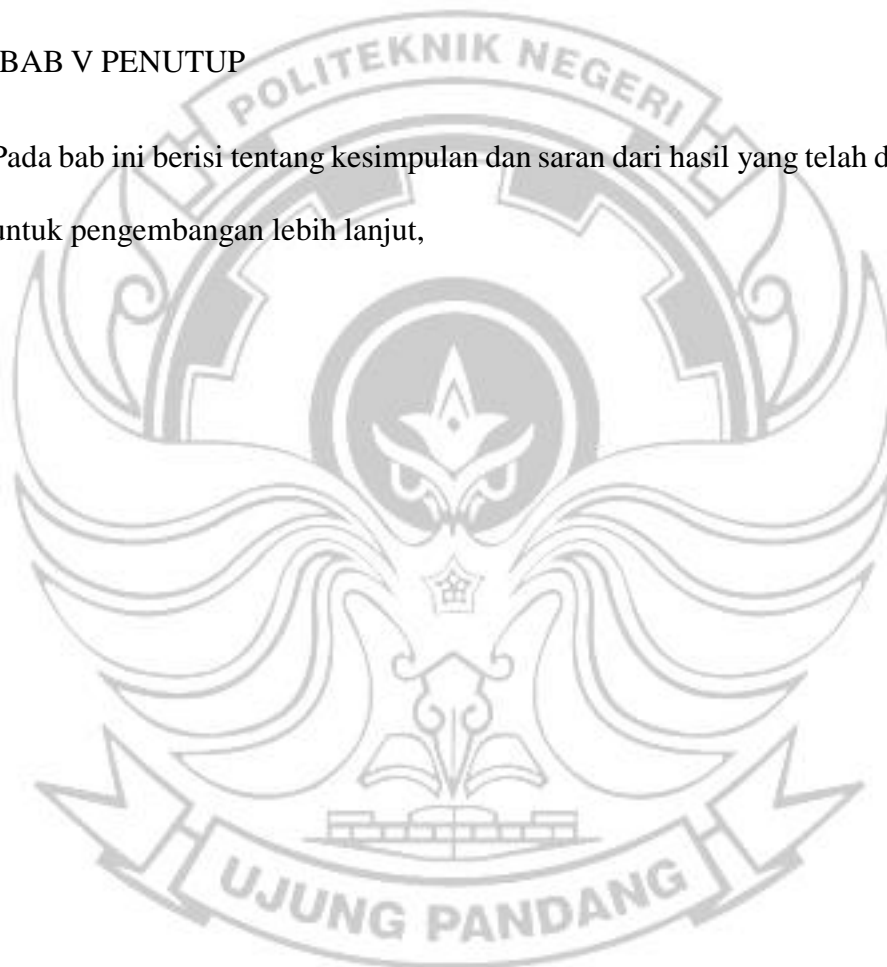 POLITEKNIK NEGERI
BAB V PENUTUP
Pada bab ini berisi tentang kesimpulan dan saran dari hasil yang telah d
untuk pengembangan lebih lanjut,
UJUNG PANDANG